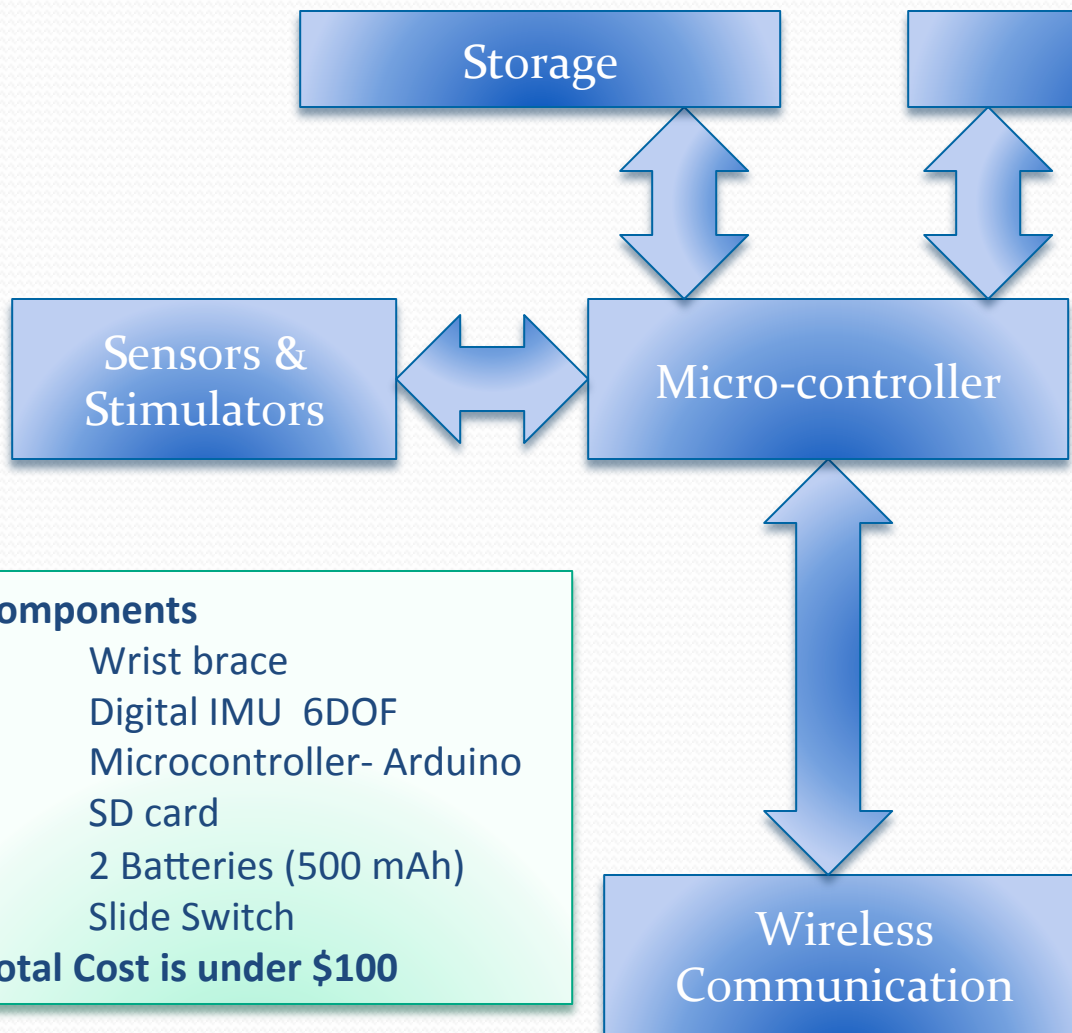 Storage
Sensors &
Stimulators
Micro-controller
omponents
Wrist brace
Digital IMU 6DOF
Microcontroller- Arduino
SD card
2 Batteries (500 mAh)
Slide Switch
otal Cost is under $100
Wireless
Communication